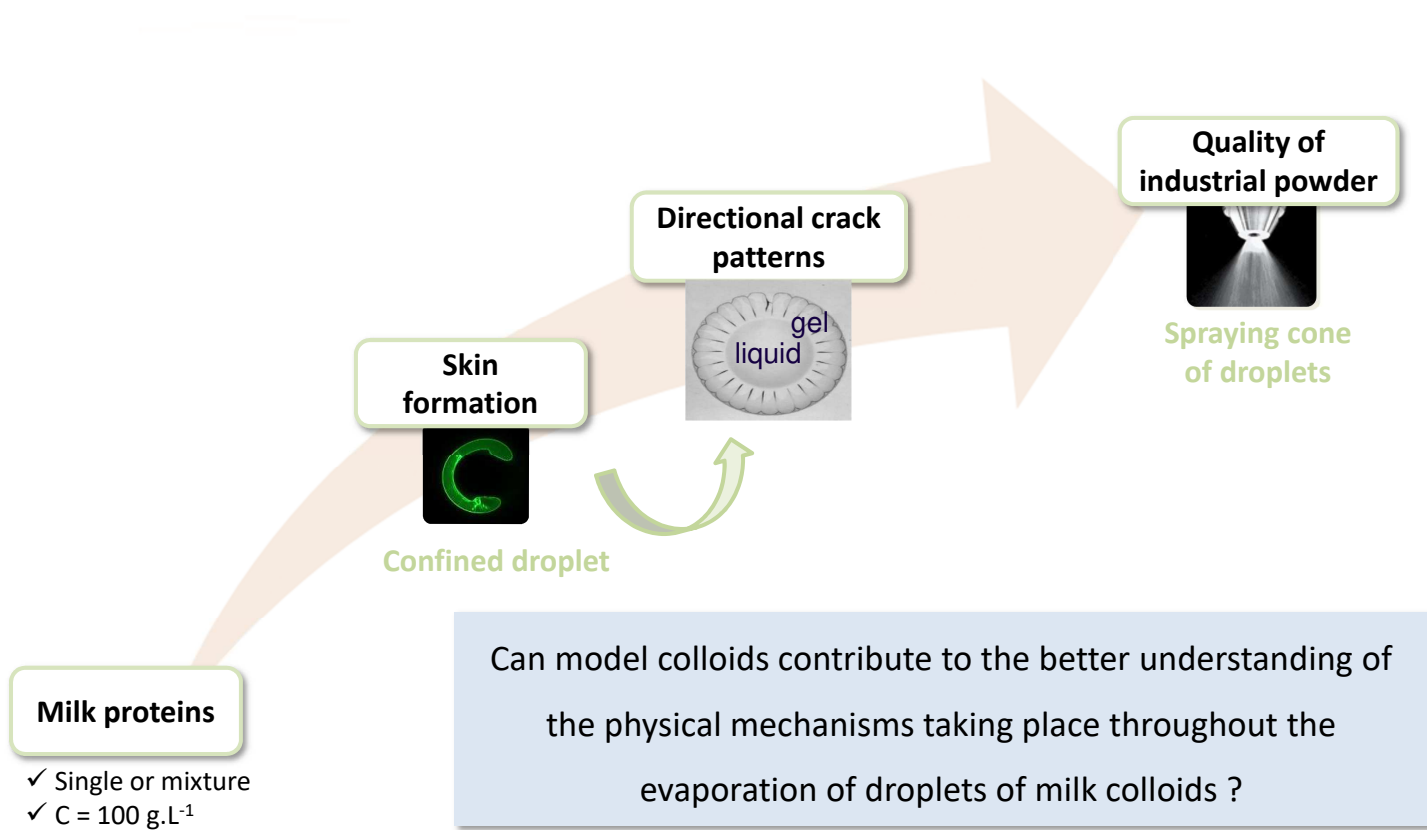 Quality of
industrial powder
Directional crack
patterns
gel
liquid
Spraying cone
of droplets
Skin
formation
Confined droplet
Can model colloids contribute to the better understanding of
the physical mechanisms taking place throughout the
evaporation of droplets of milk colloids ?
Milk proteins
✓ Single or mixture
✓ C = 100 g.L⁻¹